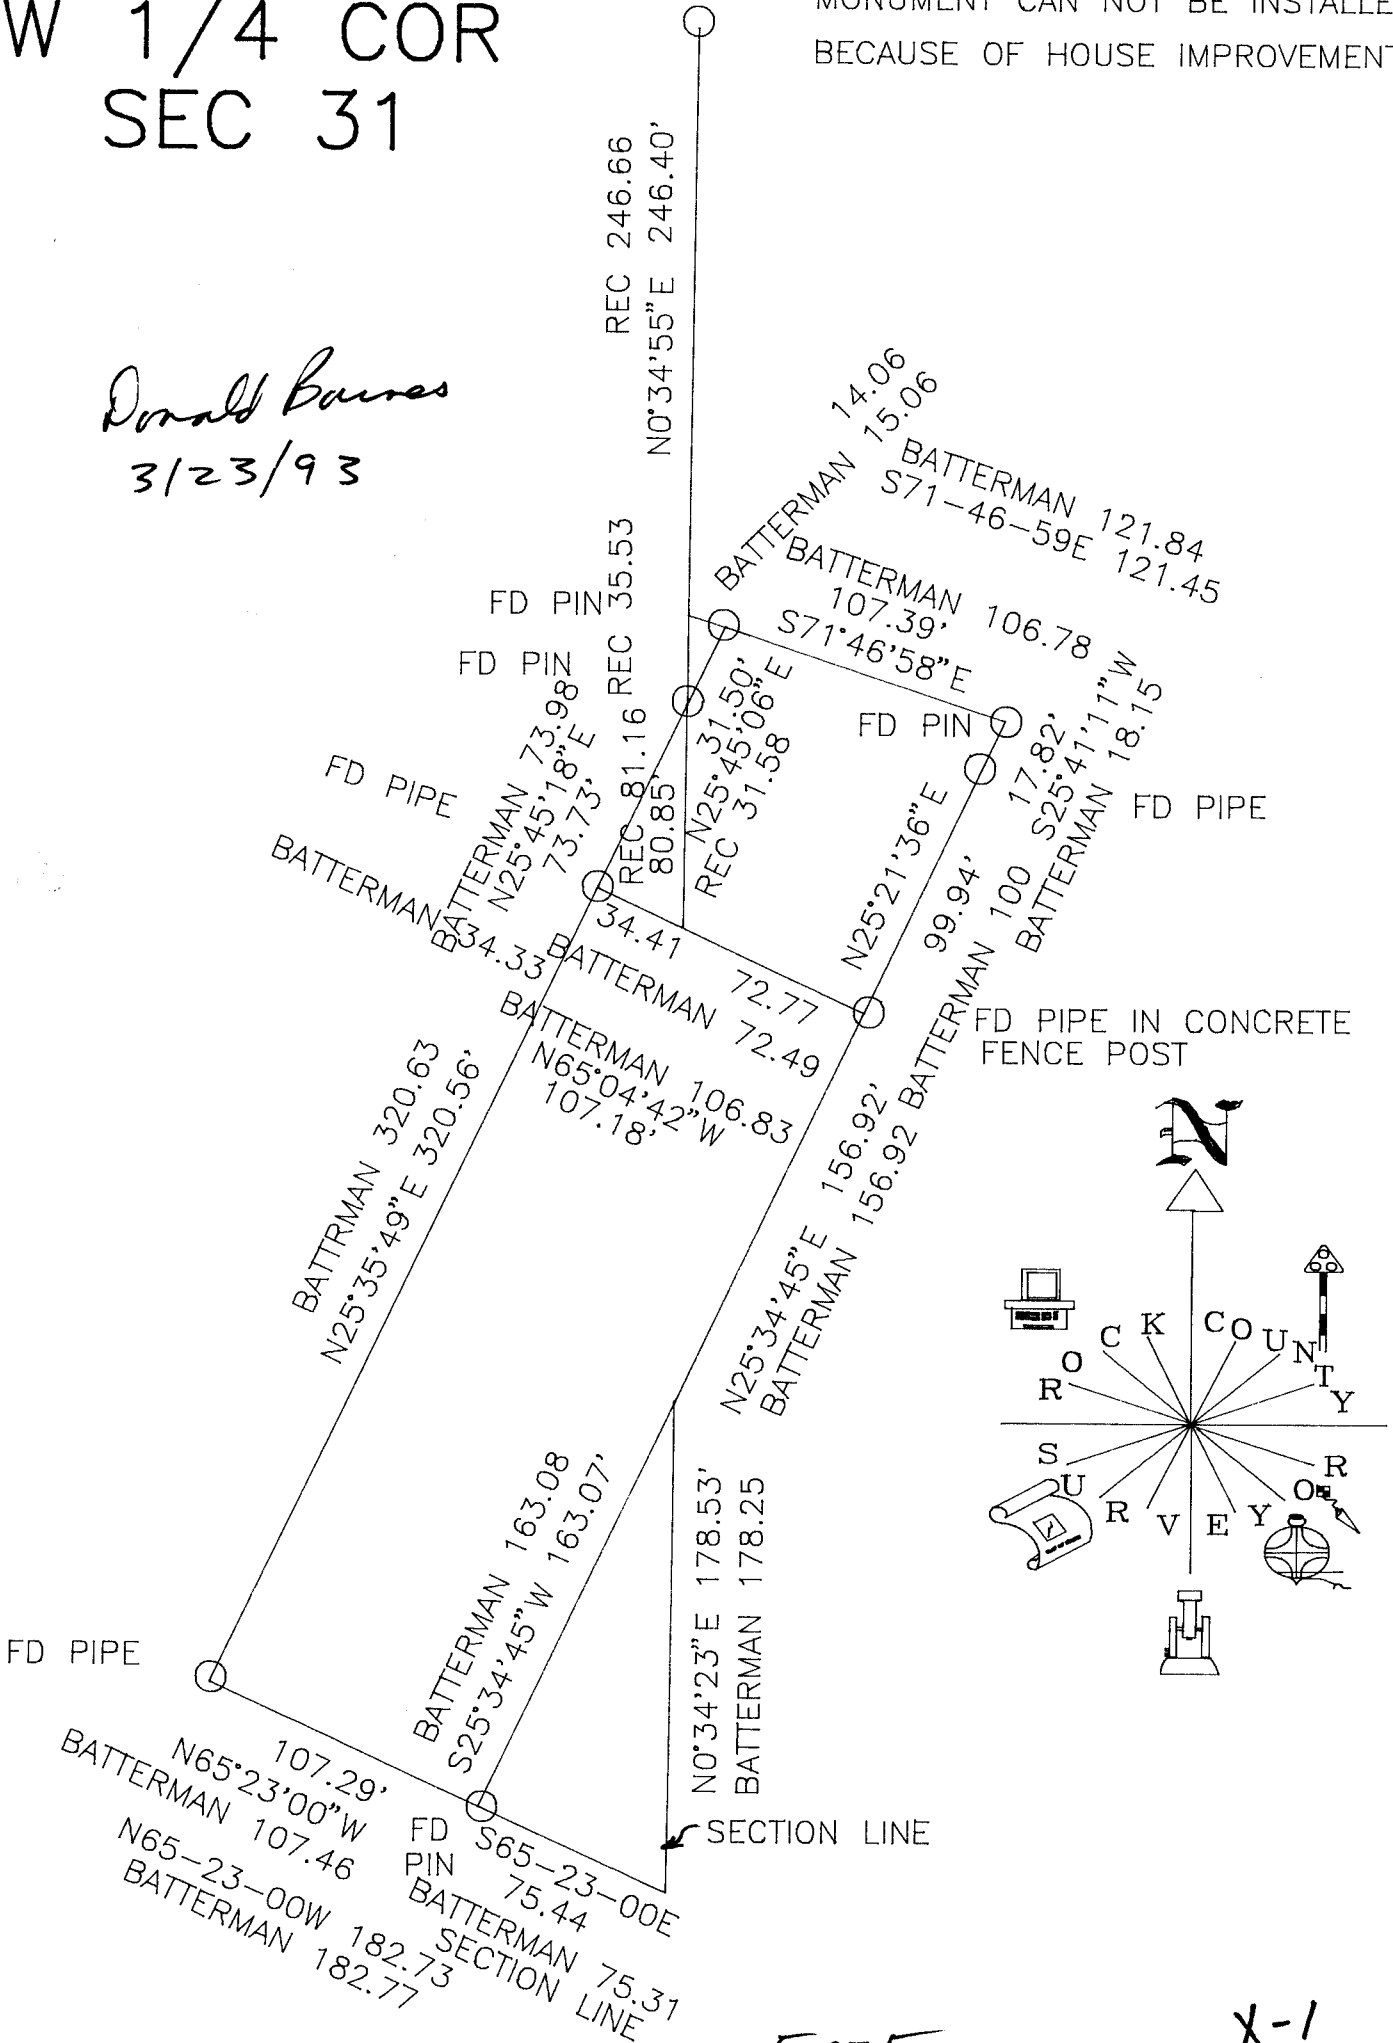 W 1/4 COR
SEC 31
MONUMENT CAN NOT BE INSTALLE
BECAUSE OF HOUSE IMPROVEMENT
REC 246.66
N0°34'55"E 246.40'
Donald Barnes
3/23/93
14.06
BATTERMAN 15.06
BATTERMAN 121.84
S71-46-59E 121.45
BATTERMAN 106.78
107.39'
S71°46'58"E
FD PIN
REC 35.53
FD PIN
FD PIN
31.50'
N25°45'06"E
REC 31.58
17.82'
S25°41'11"W
BATTERMAN 18.15
FD PIPE
BATTERMAN 73.98
N25°45'18"E
73.73'
REC 81.16
80.85'
N25°21'36"E
99.94'
BATTERMAN 100
FD PIPE
BATTERMAN 34.33
34.41
72.77
BATTERMAN 72.49
BATTERMAN 106.83
N65°04'42"W
107.18'
FD PIPE IN CONCRETE
FENCE POST
BATTRMAN 320.63
N25°35'49"E 320.56'
N25°34'45"E 156.92'
BATTERMAN 156.92
N
ROCK COUNTY
SURVEYOR
BATTERMAN 163.08
S25°34'45"W 163.07'
N0°34'23"E 178.53'
BATTERMAN 178.25
FD PIPE
107.29'
N65°23'00"W
BATTERMAN 107.46
N65-23-00W 182.73
BATTERMAN 182.77
FD
PIN
S65-23-00E
75.44
BATTERMAN 75.31
SECTION LINE
SECTION LINE
X-1